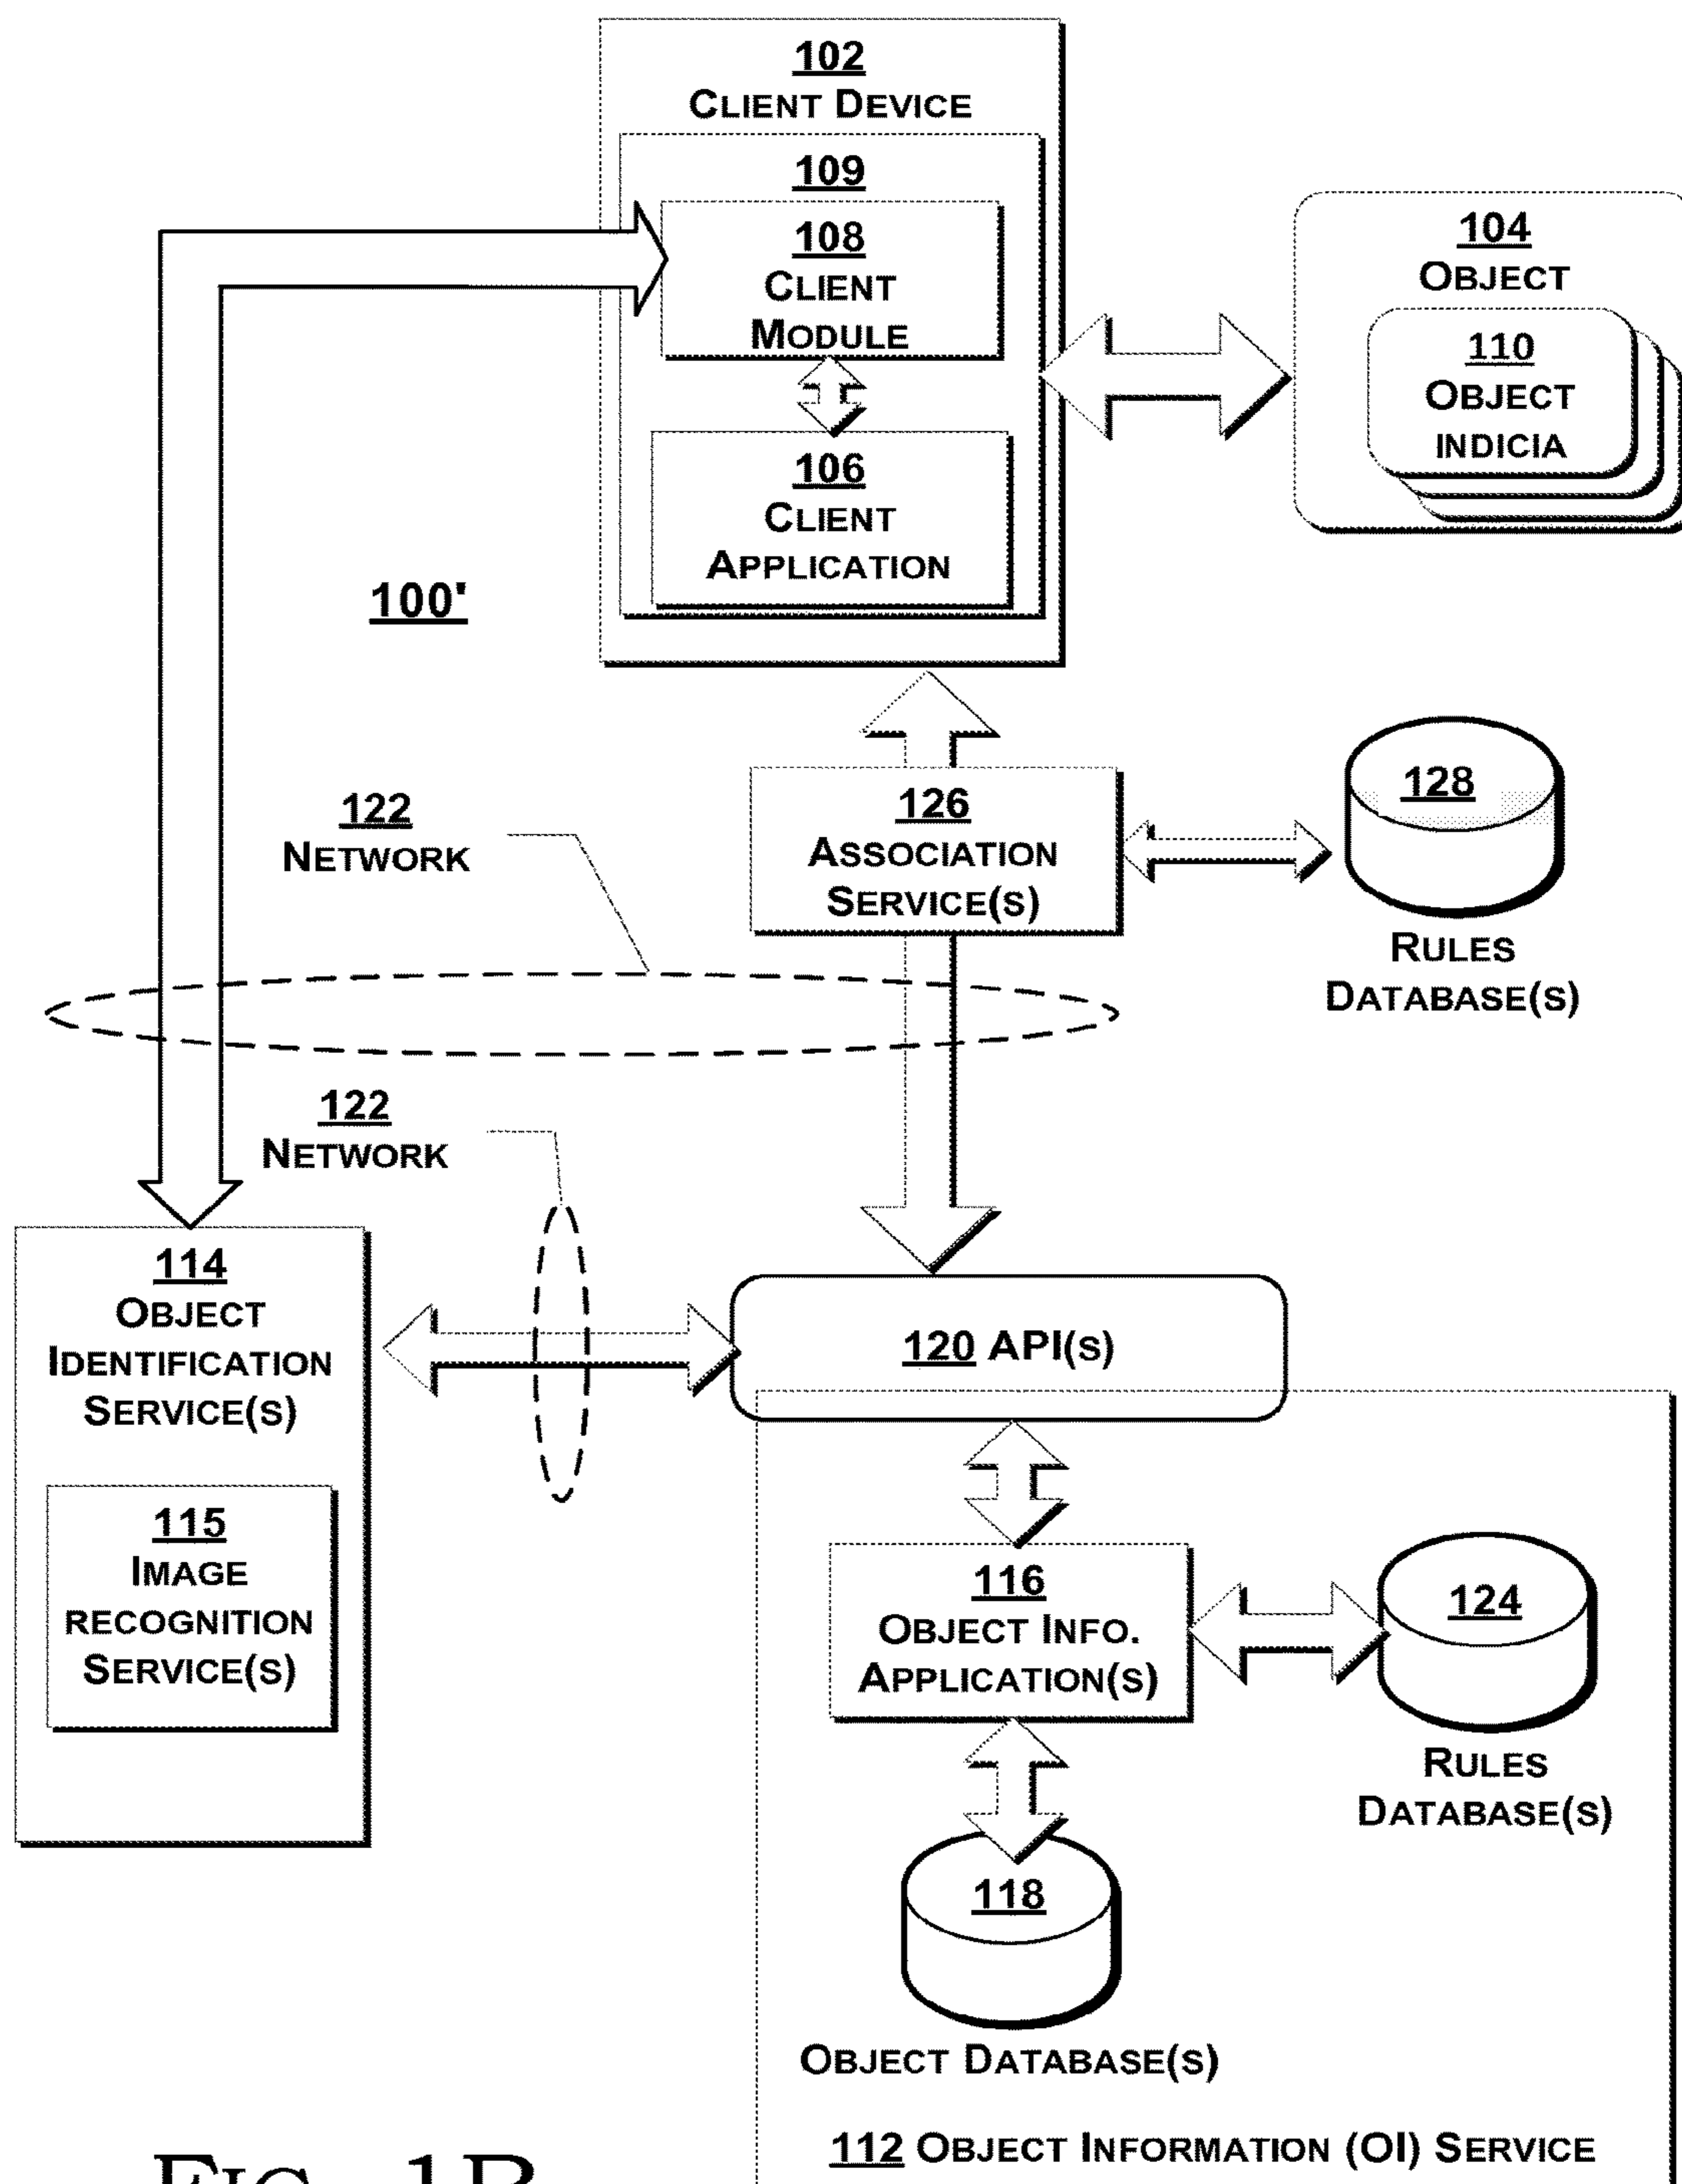 102
CLIENT DEVICE
109
108
CLIENT
MODULE
106
CLIENT
APPLICATION
104
OBJECT
110
OBJECT
INDICIA
100'
126
ASSOCIATION
SERVICE(S)
128
RULES
DATABASE(S)
122
NETWORK
122
NETWORK
114
OBJECT
IDENTIFICATION
SERVICE(S)
115
IMAGE
RECOGNITION
SERVICE(S)
120 API(S)
116
OBJECT INFO.
APPLICATION(S)
124
RULES
DATABASE(S)
118
OBJECT DATABASE(S)
112 OBJECT INFORMATION (OI) SERVICE
FIG. 1B